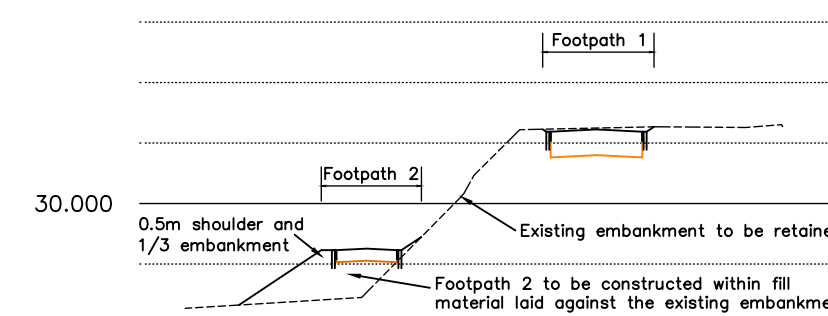 Footpath 1
Footpath 2
30.000
0.5m shoulder and
1/3 embankment
Existing embankment to be retaine
Footpath 2 to be constructed within fill
material laid against the existing embankme